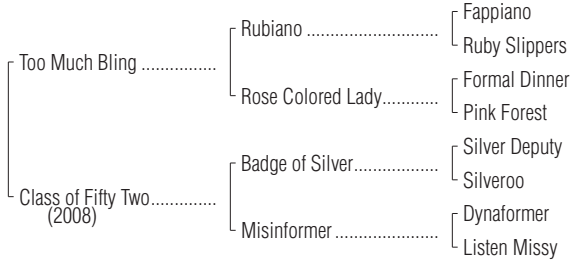 Fappiano
Rubiano ............................
Ruby Slippers
Too Much Bling ................
Formal Dinner
Rose Colored Lady............
Pink Forest
Silver Deputy
Badge of Silver..................
Silveroo
Class of Fifty Two..............
(2008)
Dynaformer
Misinformer ......................
Listen Missy